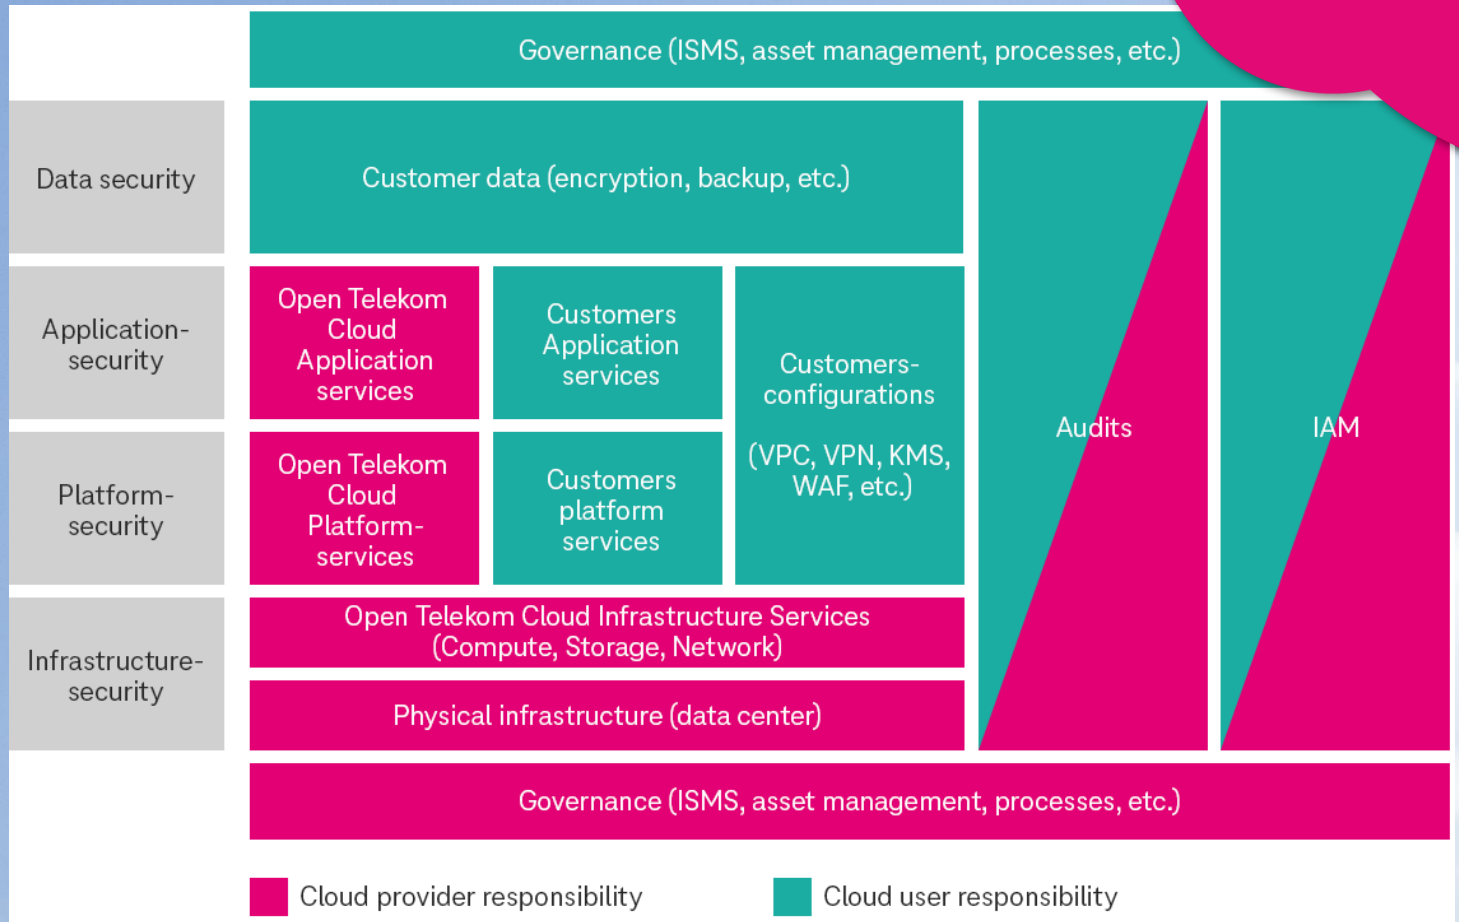 Governance (ISMS, asset management, processes, etc.)
Data security
Customer data (encryption, backup, etc.)
Application-
security
Open Telekom
Cloud
Application
services
Customers
Application
services
Customers-
configurations
(VPC, VPN, KMS,
WAF, etc.)
Audits
IAM
Platform-
security
Open Telekom
Cloud
Platform-
services
Customers
platform
services
Infrastructure-
security
Open Telekom Cloud Infrastructure Services
(Compute, Storage, Network)
Physical infrastructure (data center)
Governance (ISMS, asset management, processes, etc.)
Cloud provider responsibility
Cloud user responsibility